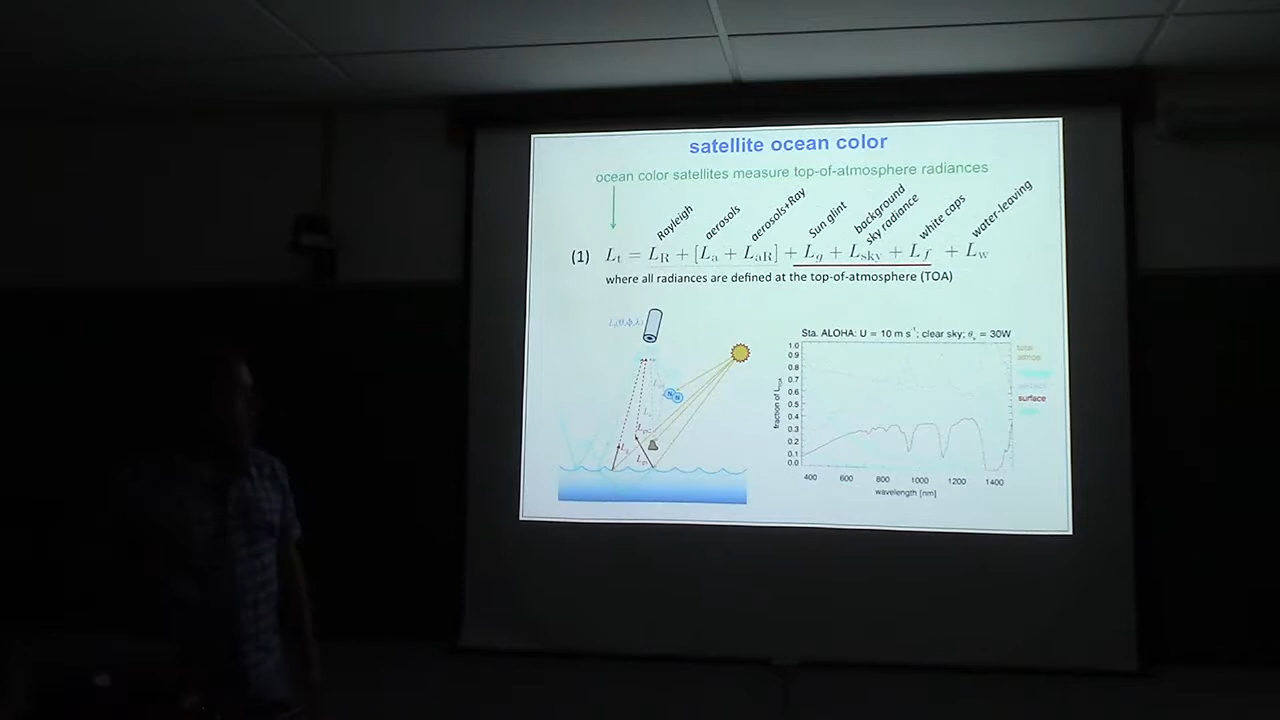 satellite ocean color
ocean color satellites measure top-of-atmosphere radiances
Rayleigh
aerosols
aerosols+Ray
Sun glint
background
sky radiance
white caps
water-leaving
(1) Lt = LR + [La + LaR] + Lg + Lsky + Lf + Lw
where all radiances are defined at the top-of-atmosphere (TOA)
N N
Sta. ALOHA: U = 10 m s⁻¹; clear sky; = 30W
total
atmos
surface
fraction of LTOA
1.0
0.9
0.8
0.7
0.6
0.5
0.4
0.3
0.2
0.1
0.0
400 600 800 1000 1200 1400
wavelength [nm]